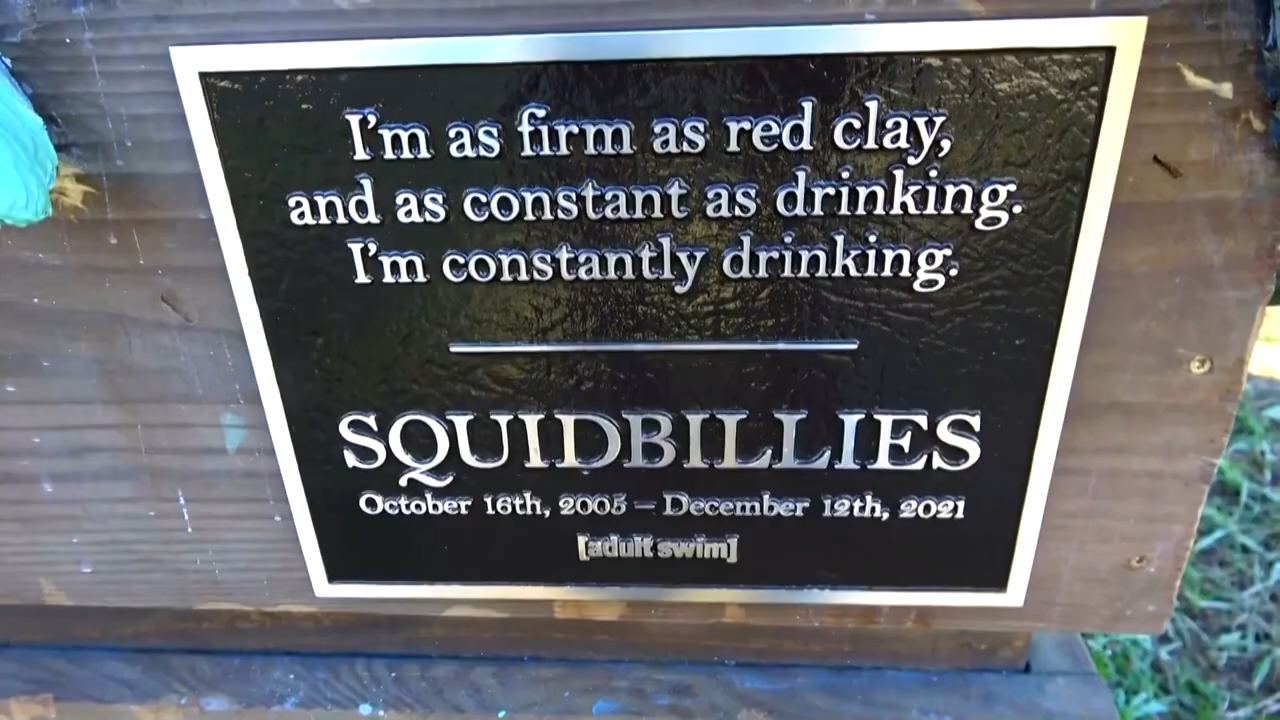 I'm as firm as red clay,
and as constant as drinking.
I'm constantly drinking.
SQUIDBILLIES
October 16th, 2005 – December 12th, 2021
[adult swim]